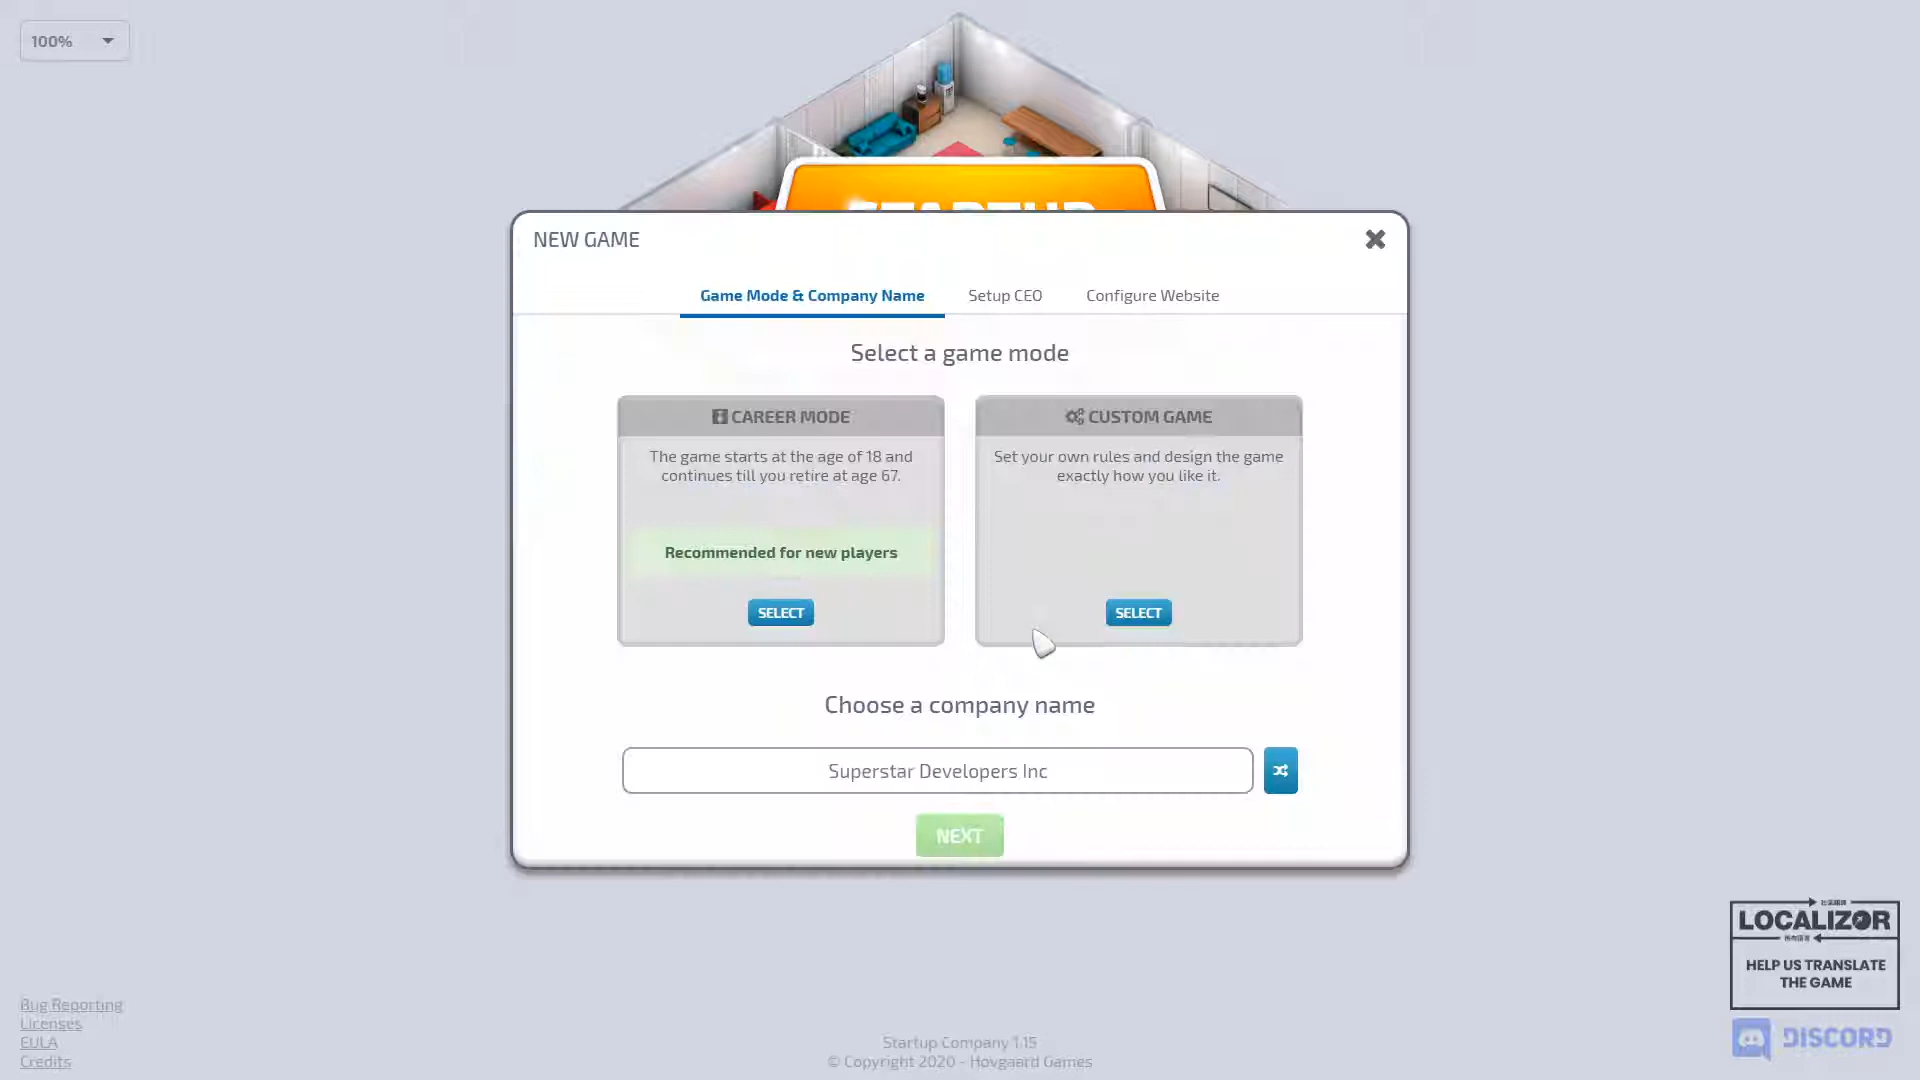 100%
STARTUP
NEW GAME
Game Mode & Company Name
Setup CEO
Configure Website
Select a game mode
CAREER MODE
The game starts at the age of 18 and
continues till you retire at age 67.
Recommended for new players
SELECT
CUSTOM GAME
Set your own rules and design the game
exactly how you like it.
SELECT
Choose a company name
Superstar Developers Inc
NEXT
LOCALIZOR
HELP US TRANSLATE
THE GAME
DISCORD
Bug Reporting
Licenses
EULA
Credits
Startup Company 1.15
© Copyright 2020 - Hovgaard Games